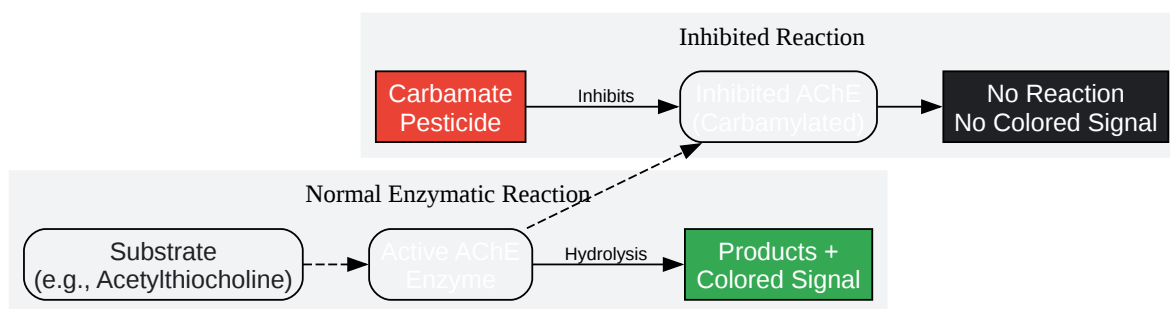 Inhibited Reaction
Carbamate
Pesticide
Inhibits
Inhibited AChE
(Carbamylated)
No Reaction
No Colored Signal
Normal Enzymatic Reaction
Substrate
(e.g., Acetylthiocholine)
Active AChE
Enzyme
Hydrolysis
Products +
Colored Signal